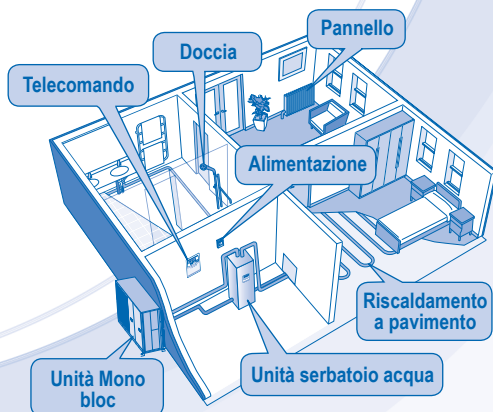 Pannello
Doccia
Telecomando
Alimentazione
Riscaldamento
a pavimento
Unità serbatoio acqua
Unità Mono
bloc